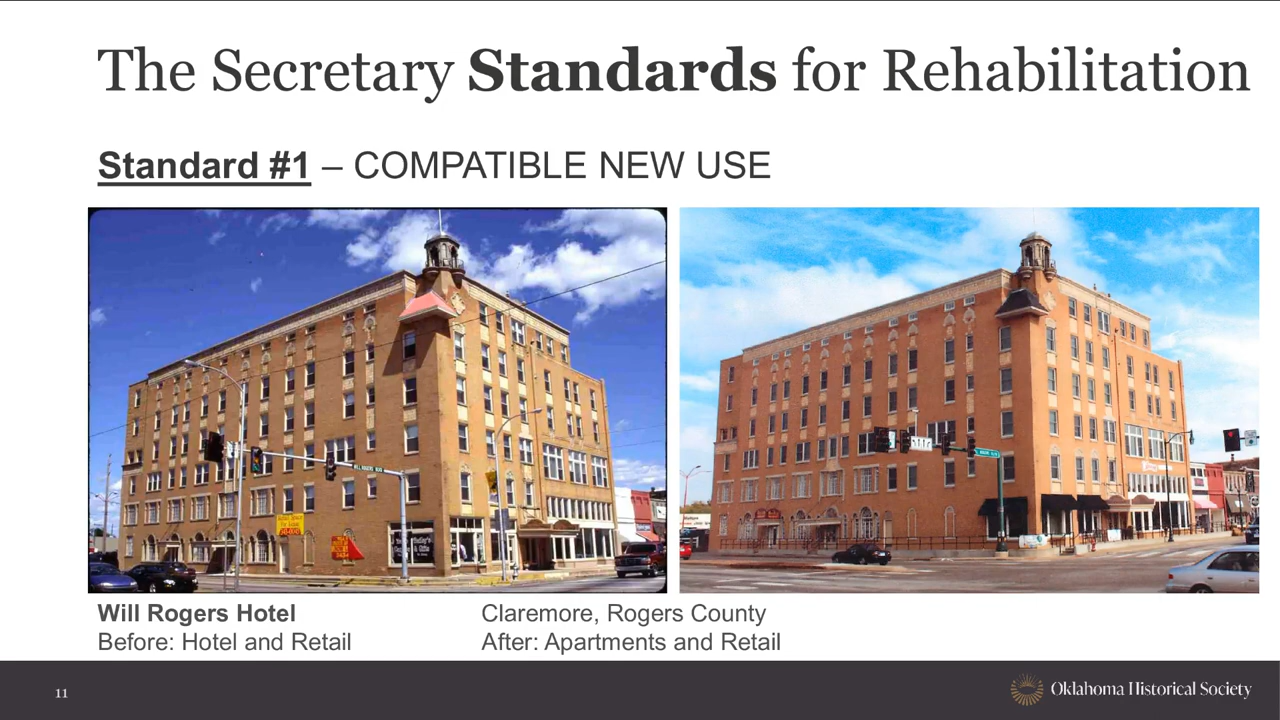 The Secretary Standards for Rehabilitation
Standard #1 – COMPATIBLE NEW USE
Will Rogers Hotel
Claremore, Rogers County
Before: Hotel and Retail
After: Apartments and Retail
11
Oklahoma Historical Society